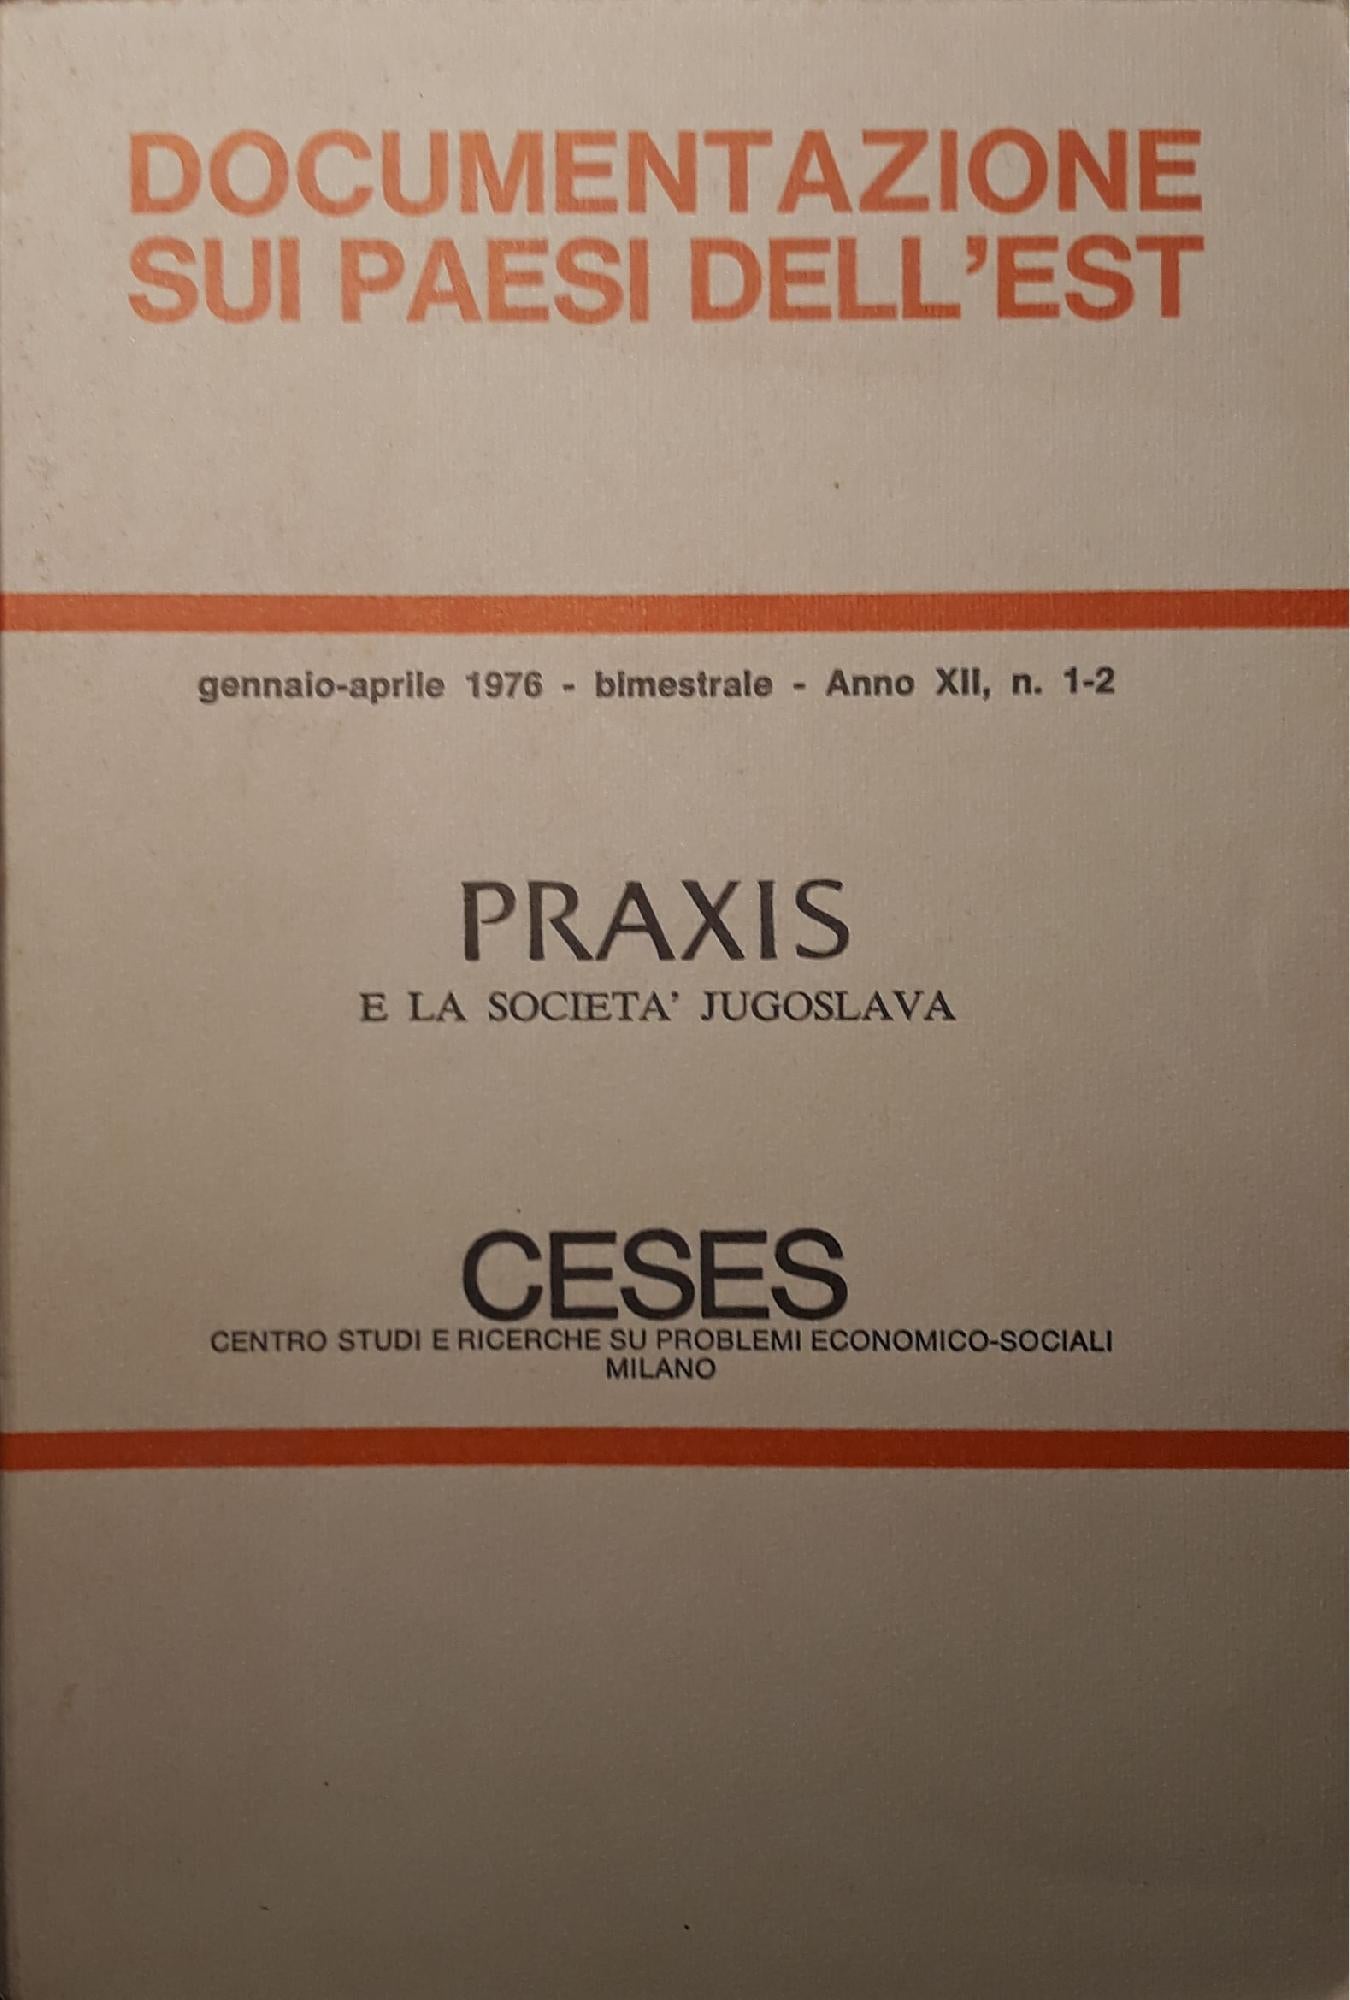 DOCUMENTAZIONE
SUI PAESI DELL'EST
gennaio-aprile 1976 - bimestrale - Anno XII, n. 1-2
PRAXIS
E LA SOCIETA' JUGOSLAVA
CESES
CENTRO STUDI E RICERCHE SU PROBLEMI ECONOMICO-SOCIALI
MILANO